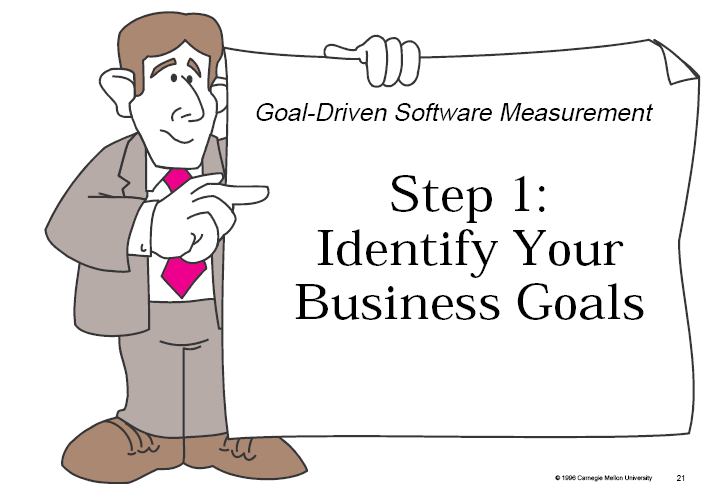 Goal-Driven Software Measurement
Step 1:
Identify Your
Business Goals
© 1996 Carnegie Mellon University 21